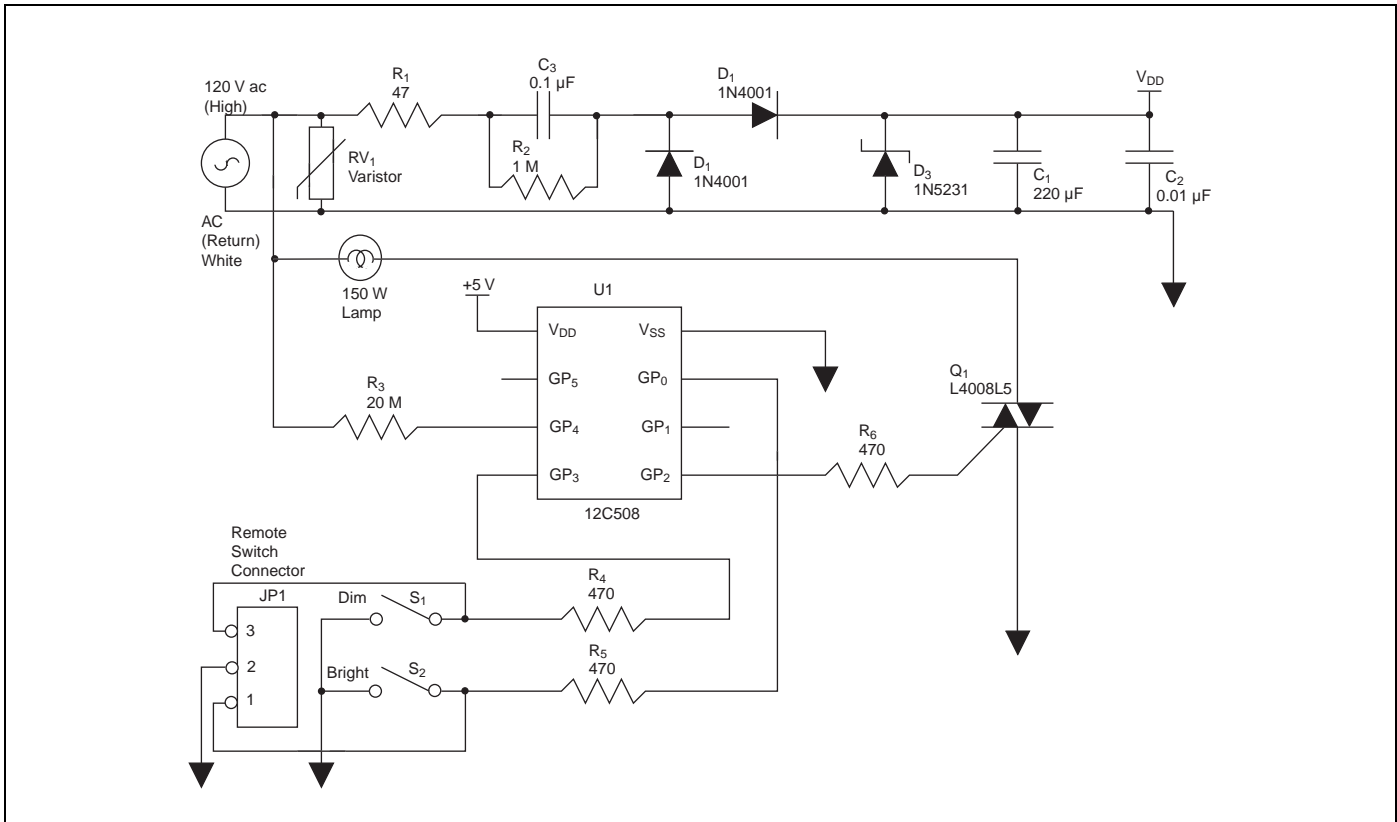 120 V ac
(High)
AC
(Return)
White
RV1
Varistor
R1
47
C3
0.1 µF
R2
1 M
D1
1N4001
D1
1N4001
D3
1N5231
C1
220 µF
VDD
C2
0.01 µF
150 W
Lamp
+5 V
U1
VDD
VSS
GP5
GP0
GP4
GP1
GP3
GP2
12C508
R3
20 M
Q1
L4008L5
R6
470
Remote
Switch
Connector
JP1
3
2
1
Dim
S1
Bright
S2
R4
470
R5
470